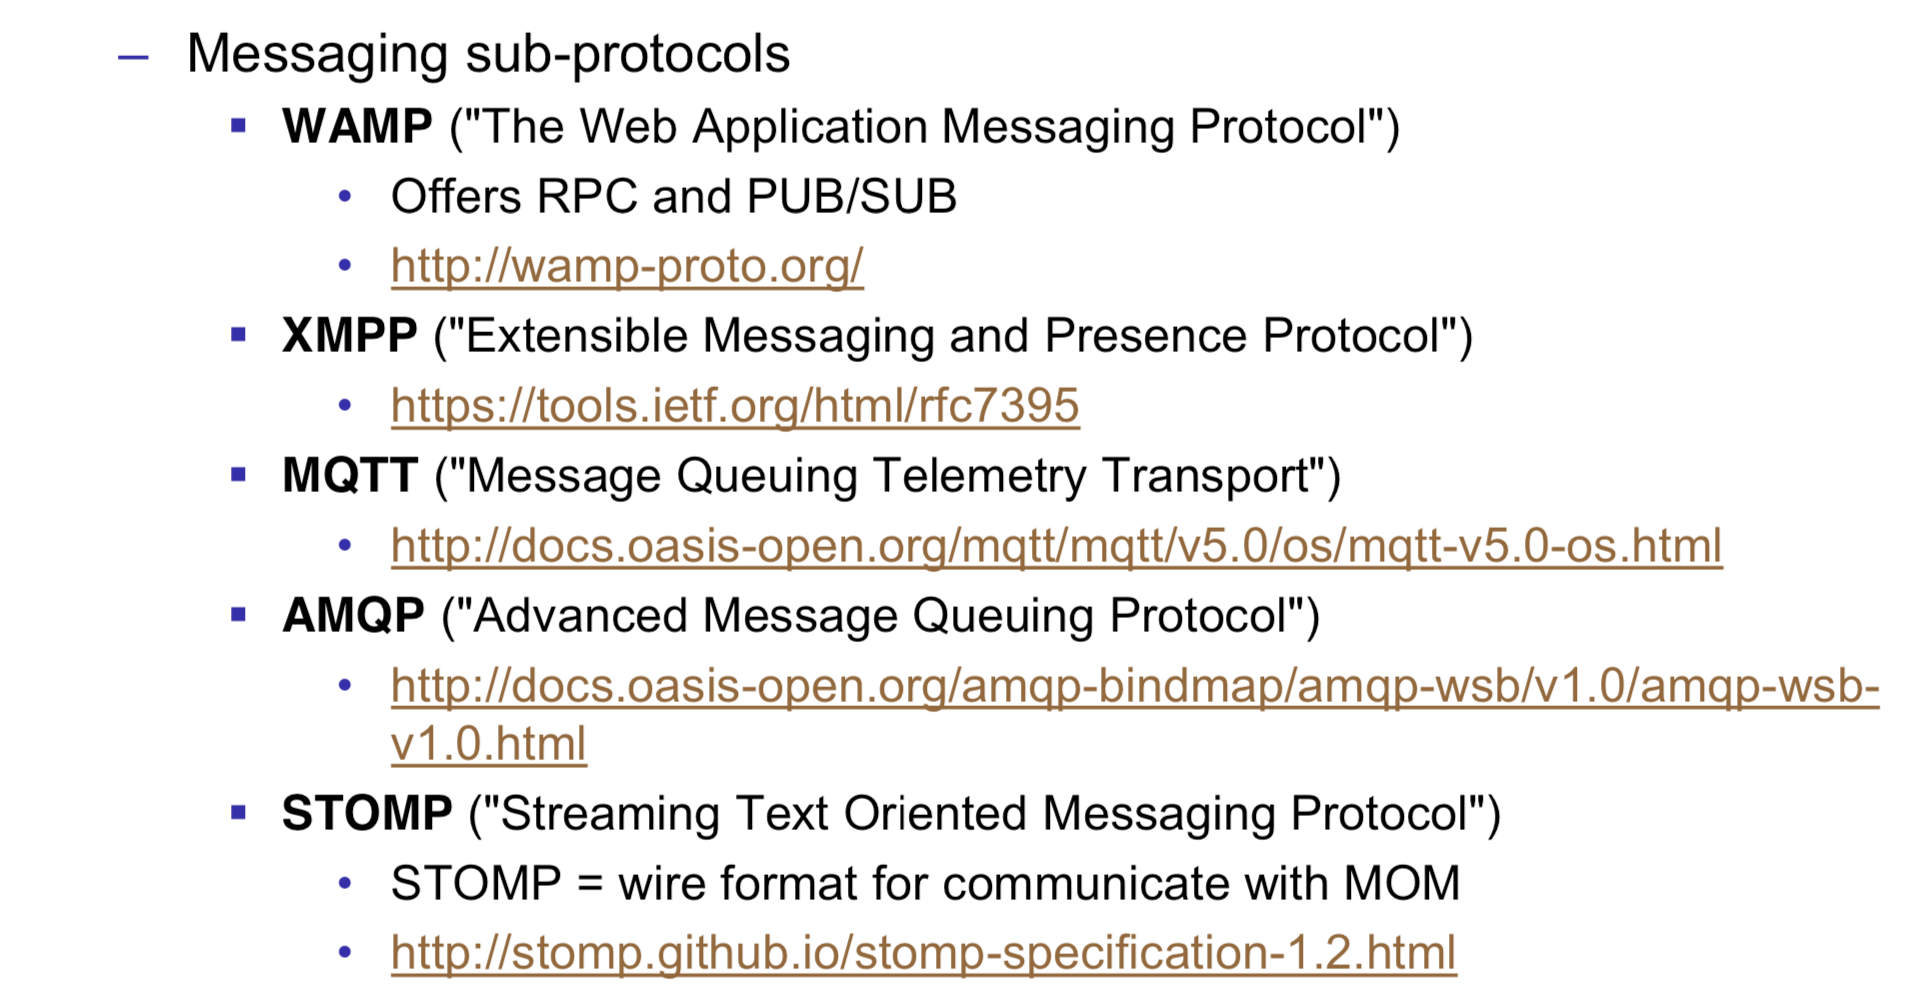 – Messaging sub-protocols
▪ WAMP ("The Web Application Messaging Protocol")
• Offers RPC and PUB/SUB
• http://wamp-proto.org/
▪ XMPP ("Extensible Messaging and Presence Protocol")
• https://tools.ietf.org/html/rfc7395
▪ MQTT ("Message Queuing Telemetry Transport")
• http://docs.oasis-open.org/mqtt/mqtt/v5.0/os/mqtt-v5.0-os.html
▪ AMQP ("Advanced Message Queuing Protocol")
• http://docs.oasis-open.org/amqp-bindmap/amqp-wsb/v1.0/amqp-wsb-
v1.0.html
▪ STOMP ("Streaming Text Oriented Messaging Protocol")
• STOMP = wire format for communicate with MOM
• http://stomp.github.io/stomp-specification-1.2.html